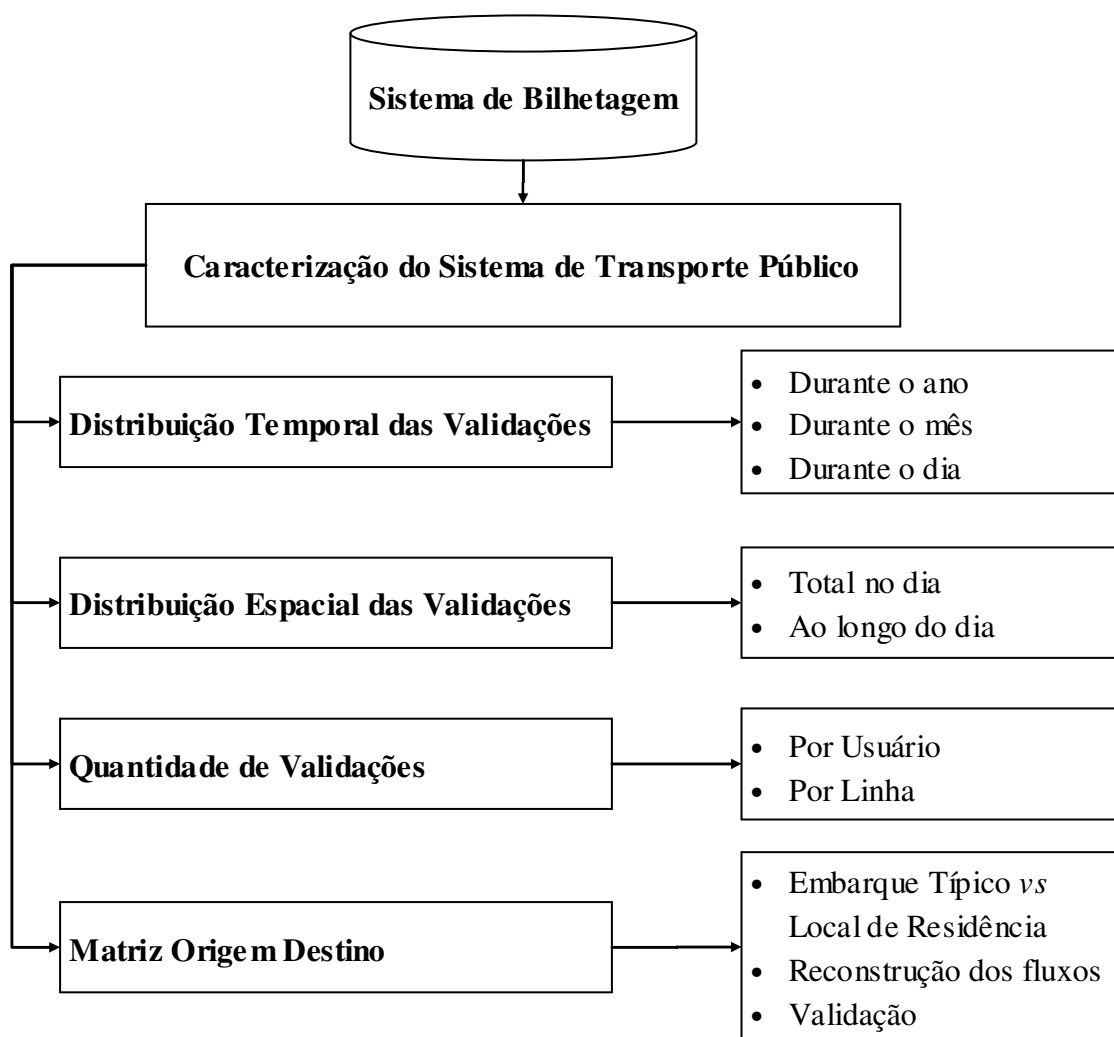 Sistema de Bilhetagem
Caracterização do Sistema de Transporte Público
Distribuição Temporal das Validações
• Durante o ano
• Durante o mês
• Durante o dia
Distribuição Espacial das Validações
• Total no dia
• Ao longo do dia
Quantidade de Validações
• Por Usuário
• Por Linha
Matriz Origem Destino
• Embarque Típico vs
Local de Residência
• Reconstrução dos fluxos
• Validação